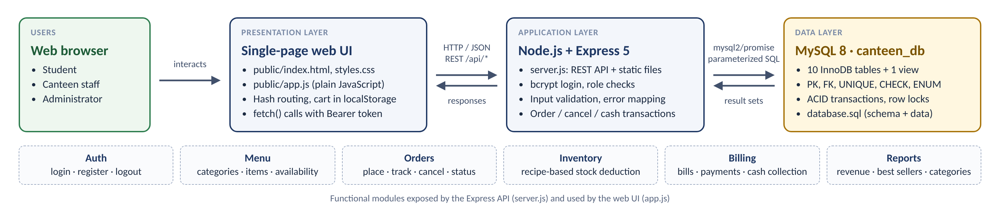 USERS
Web browser
• Student
• Canteen staff
• Administrator
interacts
PRESENTATION LAYER
Single-page web UI
• public/index.html, styles.css
• public/app.js (plain JavaScript)
• Hash routing, cart in localStorage
• fetch() calls with Bearer token
HTTP / JSON
REST /api/*
responses
APPLICATION LAYER
Node.js + Express 5
• server.js: REST API + static files
• bcrypt login, role checks
• Input validation, error mapping
• Order / cancel / cash transactions
mysql2/promise
parameterized SQL
result sets
DATA LAYER
MySQL 8 · canteen_db
• 10 InnoDB tables + 1 view
• PK, FK, UNIQUE, CHECK, ENUM
• ACID transactions, row locks
• database.sql (schema + data)
Auth
login · register · logout
Menu
categories · items · availability
Orders
place · track · cancel · status
Inventory
recipe-based stock deduction
Billing
bills · payments · cash collection
Reports
revenue · best sellers · categories
Functional modules exposed by the Express API (server.js) and used by the web UI (app.js)